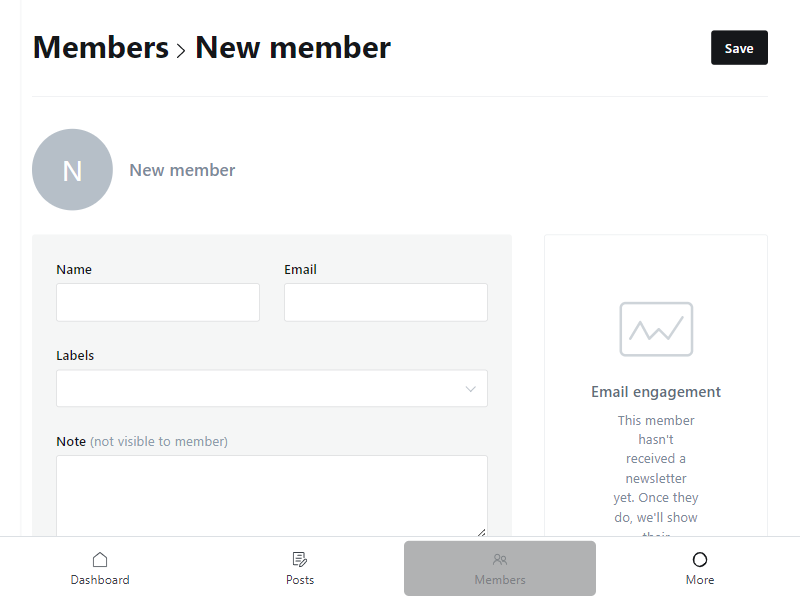 Members > New member
Save
N
New member
Name
Email
Labels
Note (not visible to member)
Email engagement
This member
hasn't
received a
newsletter
yet. Once they
do, we'll show
their
Dashboard
Posts
Members
More